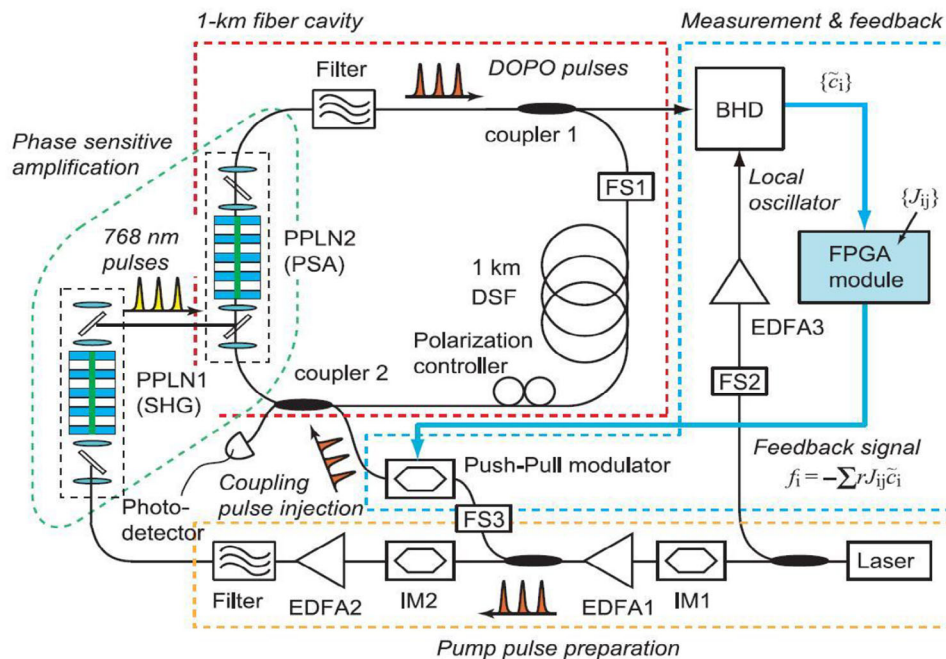 1-km fiber cavity
Measurement & feedback
Filter
DOPO pulses
{c̃i}
BHD
coupler 1
Phase sensitive
amplification
FS1
Local
oscillator
{Jij}
768 nm
pulses
PPLN2
(PSA)
1 km
DSF
FPGA
module
EDFA3
Polarization
controller
PPLN1
(SHG)
coupler 2
FS2
Push-Pull modulator
Feedback signal
fi = −∑rJijc̃i
Coupling
pulse injection
Photo-
detector
FS3
Laser
Filter
EDFA2
IM2
EDFA1
IM1
Pump pulse preparation